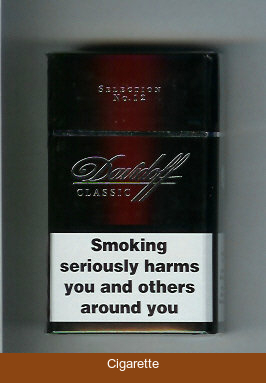 SELECTION
No. 12
Davidoff
CLASSIC
Smoking
seriously harms
you and others
around you
Cigarette